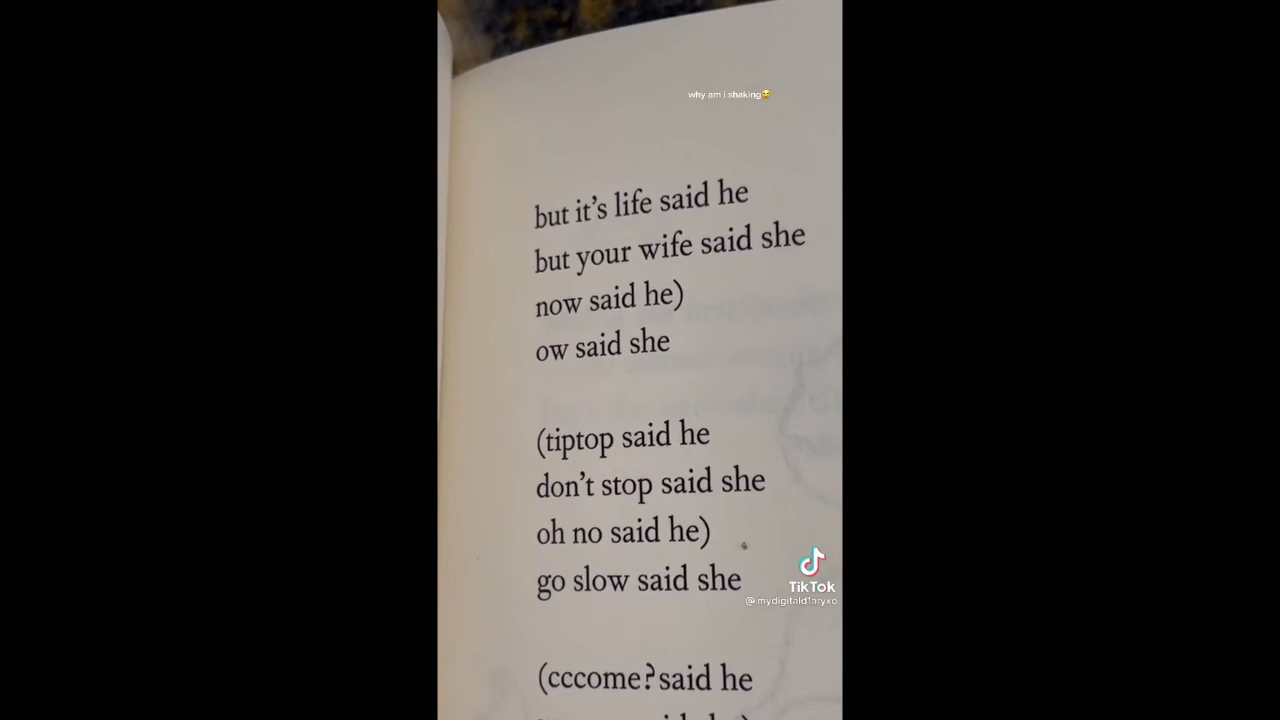 why am i shaking😅
but it's life said he
but your wife said she
now said he)
ow said she
(tiptop said he
don't stop said she
oh no said he)
go slow said she
(cccome?said he
TikTok
@mydigitald1aryxo